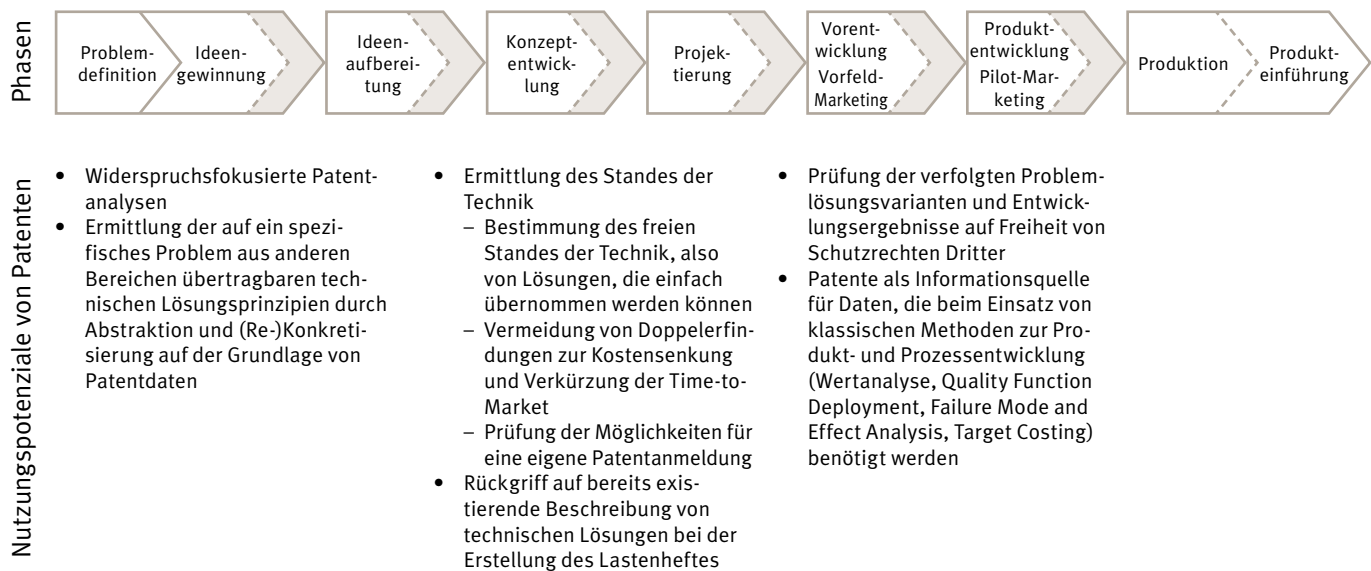 Phasen
Problem-
definition
Ideen-
gewinnung
Ideen-
aufberei-
tung
Konzept-
entwick-
lung
Projek-
tierung
Vorent-
wicklung
Vorfeld-
Marketing
Produkt-
entwicklung
Pilot-Mar-
keting
Produktion
Produkt-
einführung
Nutzungspotenziale von Patenten
• Widerspruchsfokusierte Patent-
analysen
• Ermittlung der auf ein spezi-
fisches Problem aus anderen
Bereichen übertragbaren tech-
nischen Lösungsprinzipien durch
Abstraktion und (Re-)Konkreti-
sierung auf der Grundlage von
Patentdaten
• Ermittlung des Standes der
Technik
– Bestimmung des freien
Standes der Technik, also
von Lösungen, die einfach
übernommen werden können
– Vermeidung von Doppelerfin-
dungen zur Kostensenkung
und Verkürzung der Time-to-
Market
– Prüfung der Möglichkeiten für
eine eigene Patentanmeldung
• Rückgriff auf bereits exis-
tierende Beschreibung von
technischen Lösungen bei der
Erstellung des Lastenheftes
• Prüfung der verfolgten Problem-
lösungsvarianten und Entwick-
lungsergebnisse auf Freiheit von
Schutzrechten Dritter
• Patente als Informationsquelle
für Daten, die beim Einsatz von
klassischen Methoden zur Pro-
dukt- und Prozessentwicklung
(Wertanalyse, Quality Function
Deployment, Failure Mode and
Effect Analysis, Target Costing)
benötigt werden